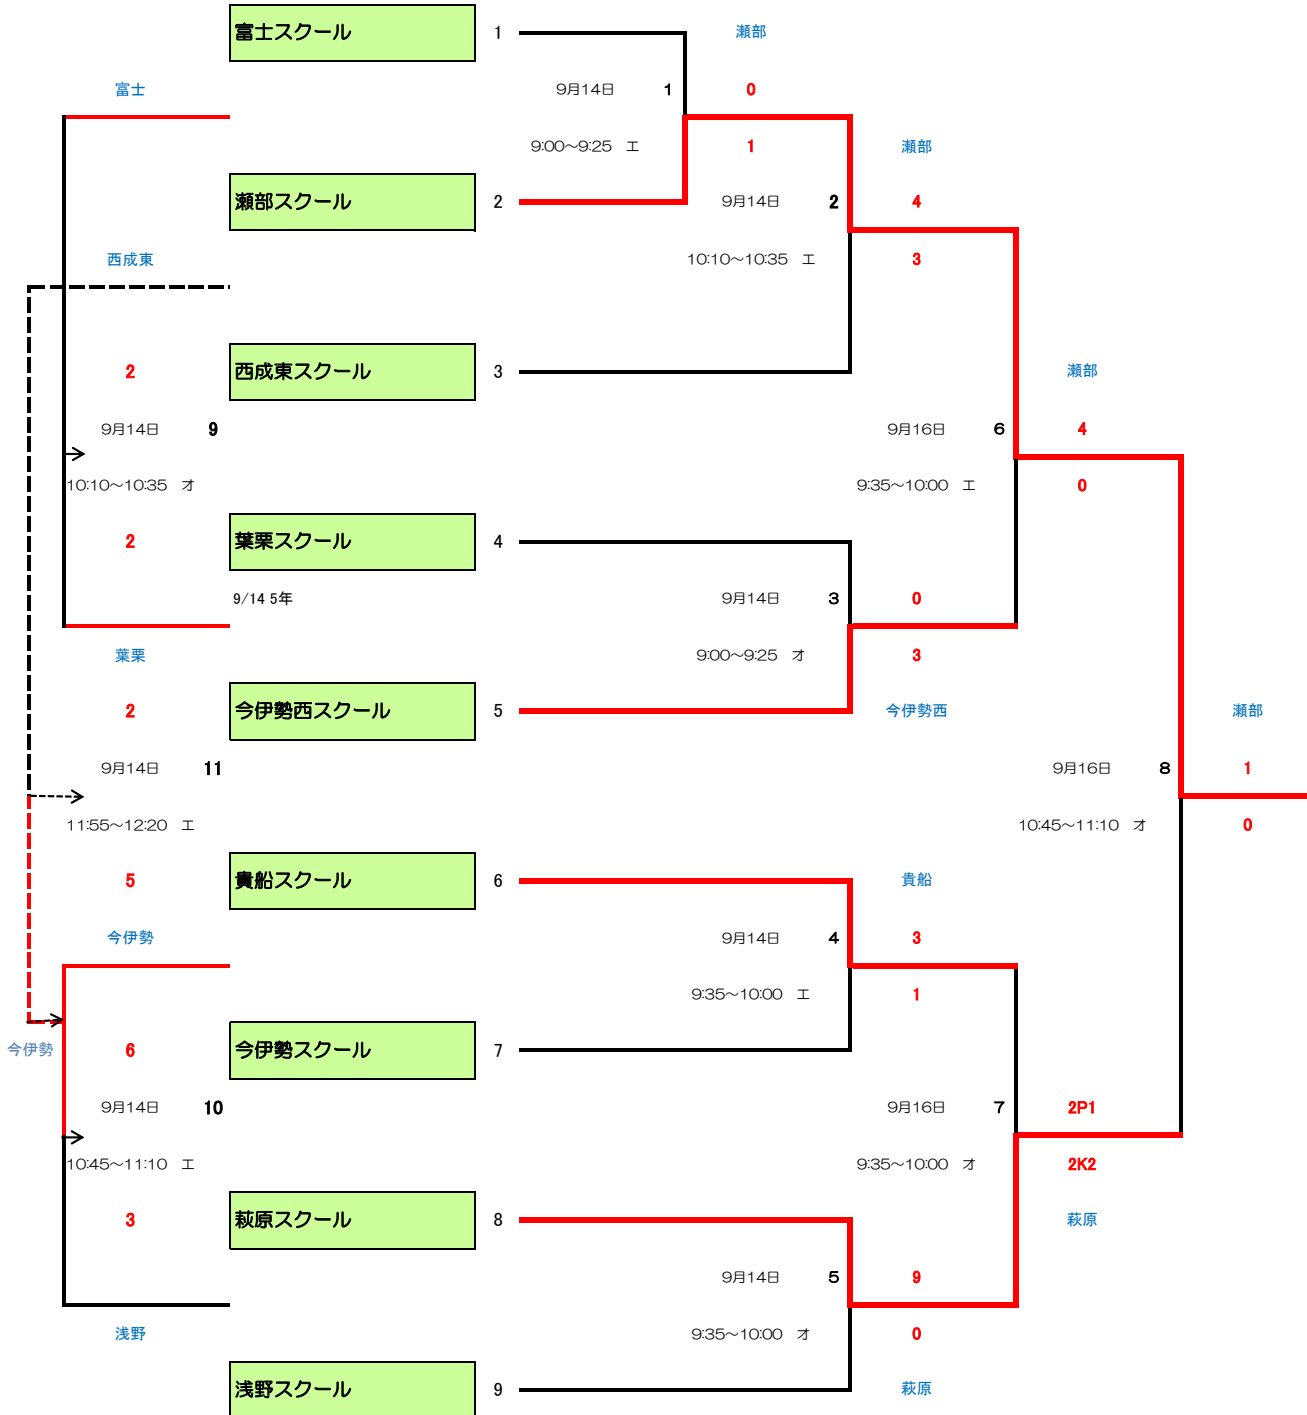 富士スクール 1 瀬部
富士 9月14日 1 0
9:00～9:25 エ 1 瀬部
瀬部スクール 2 9月14日 2 4
西成東 10:10～10:35 エ 3
2 西成東スクール 3 瀬部
9月14日 9 9月16日 6 4
10:10～10:35 オ 9:35～10:00 エ 0
2 葉栗スクール 4
9/14 5年 9月14日 3 0
葉栗 9:00～9:25 オ 3
2 今伊勢西スクール 5 今伊勢西 瀬部
9月14日 11 9月16日 8 1
11:55～12:20 エ 10:45～11:10 オ 0
5 貴船スクール 6 貴船
今伊勢 9月14日 4 3
9:35～10:00 エ 1
今伊勢 6 今伊勢スクール 7
9月14日 10 9月16日 7 2P1
10:45～11:10 エ 9:35～10:00 オ 2K2
3 萩原スクール 8 萩原
9月14日 5 9
浅野 9:35～10:00 オ 0
浅野スクール 9 萩原